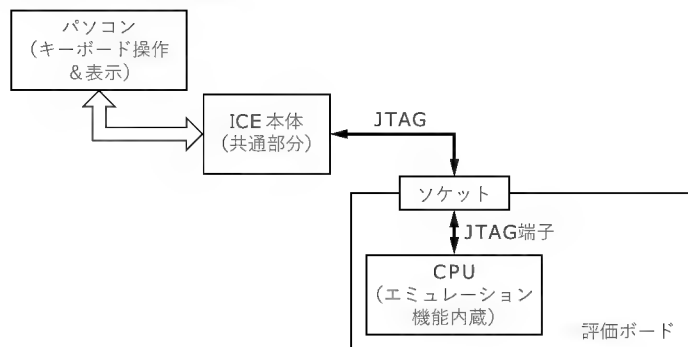 パソコン
(キーボード操作
&表示)
ICE本体
(共通部分)
JTAG
ソケット
JTAG端子
CPU
(エミュレーション
機能内蔵)
評価ボード